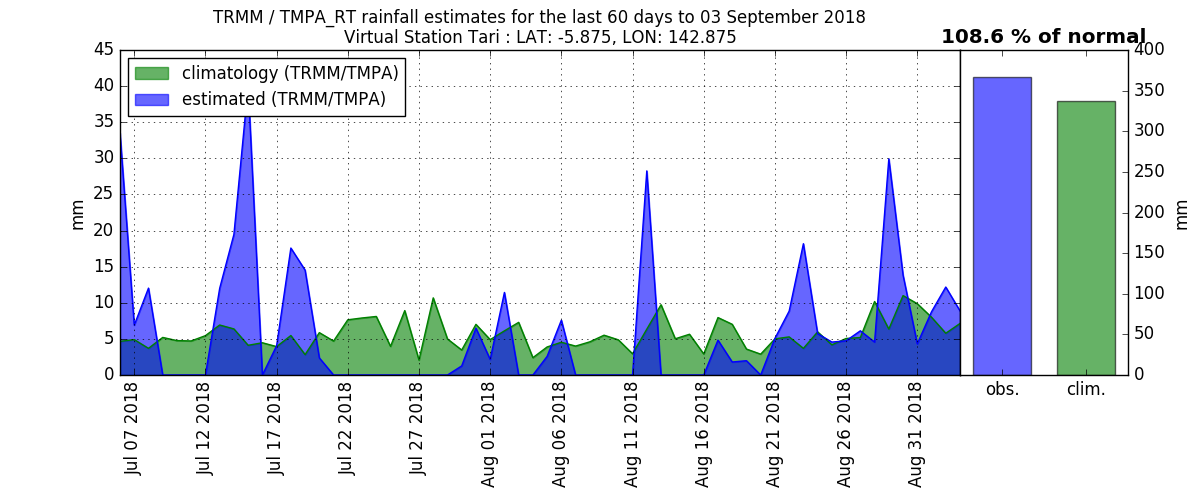 TRMM / TMPA_RT rainfall estimates for the last 60 days to 03 September 2018
Virtual Station Tari : LAT: -5.875, LON: 142.875
108.6 % of normal
climatology (TRMM/TMPA)
estimated (TRMM/TMPA)
mm
45
40
35
30
25
20
15
10
5
0
Jul 07 2018
Jul 12 2018
Jul 17 2018
Jul 22 2018
Jul 27 2018
Aug 01 2018
Aug 06 2018
Aug 11 2018
Aug 16 2018
Aug 21 2018
Aug 26 2018
Aug 31 2018
obs.
clim.
400
350
300
250
200
150
100
50
0
mm